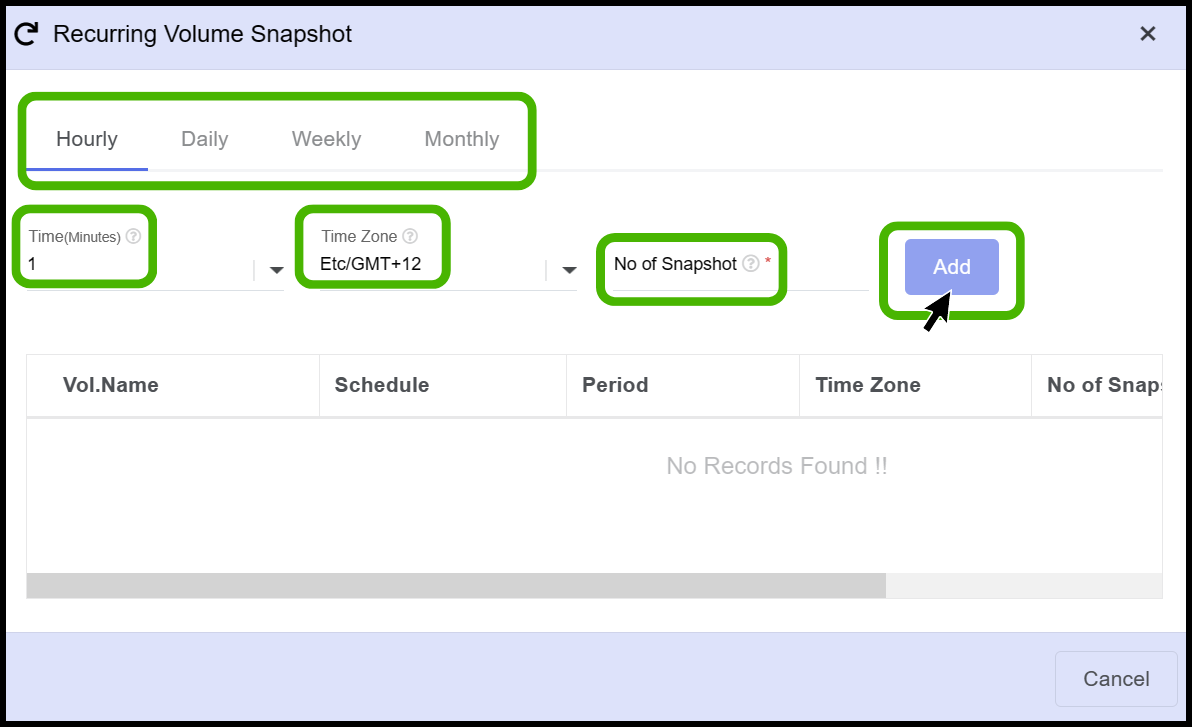 Recurring Volume Snapshot
Hourly Daily Weekly Monthly
Time(Minutes) ? Time Zone ?
1 Etc/GMT+12 No of Snapshot ? * Add
Vol.Name Schedule Period Time Zone No of Snaps
No Records Found !!
Cancel